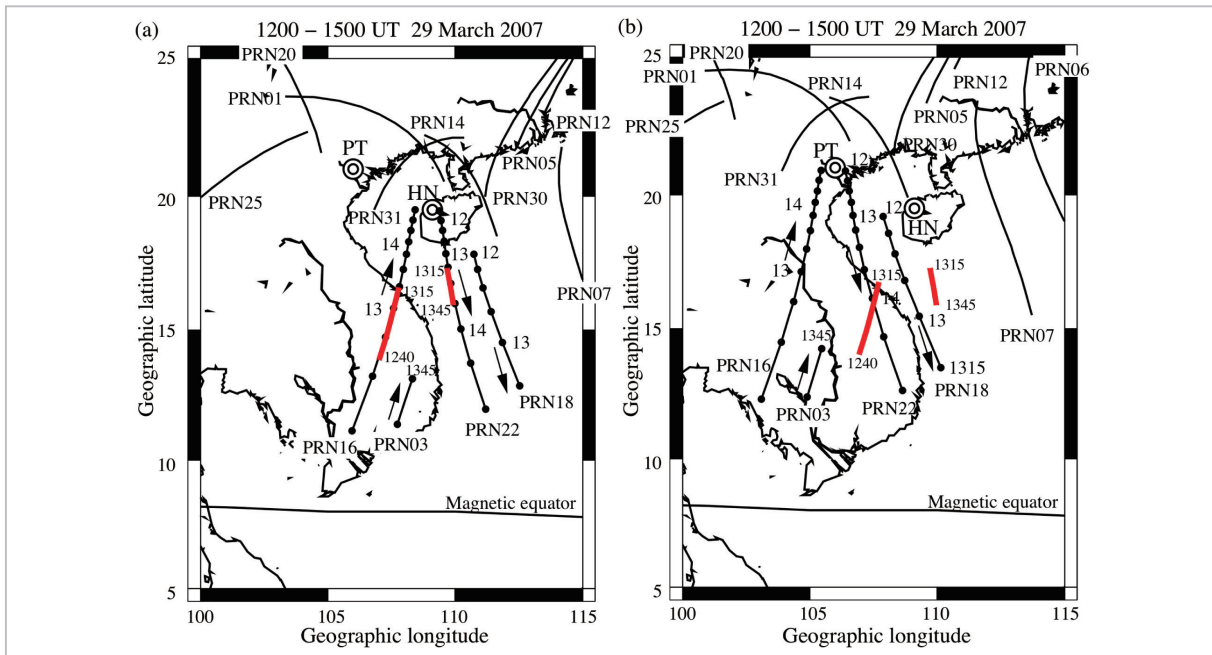 (a) 1200 – 1500 UT 29 March 2007
25
PRN20
PRN01
PRN14
PRN12
PT
PRN05
20
HN
PRN30
PRN25
PRN31
12
14
13
12
1315
1315
PRN07
15
13
1345
14
13
1240
1345
PRN18
PRN22
PRN16
PRN03
10
Magnetic equator
5
100
105
110
115
Geographic longitude
Geographic latitude
(b) 1200 – 1500 UT 29 March 2007
25
PRN20
PRN12
PRN06
PRN01
PRN14
PRN05
PRN25
PT
12
PRN30
PRN31
20
14
13
12
HN
13
1315
1315
14
1345
15
13
1345
1240
1315
PRN16
PRN18
PRN03
PRN22
PRN07
10
Magnetic equator
5
100
105
110
115
Geographic longitude
Geographic latitude